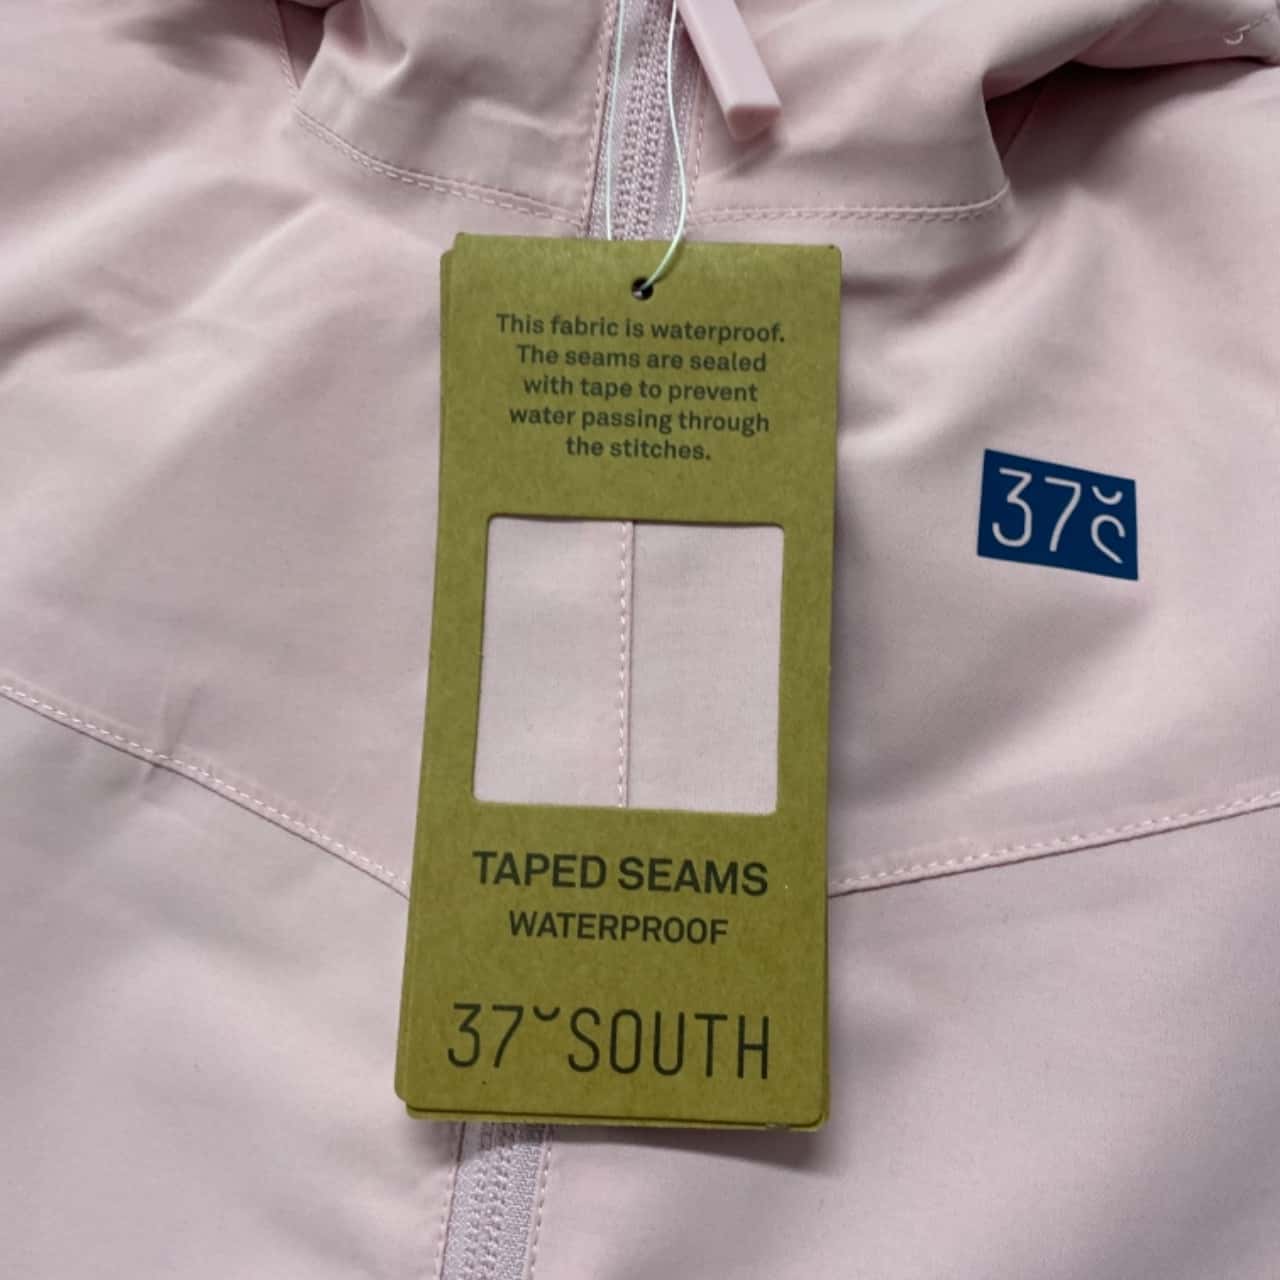 This fabric is waterproof.
The seams are sealed
with tape to prevent
water passing through
the stitches.
37S
TAPED SEAMS
WATERPROOF
37˘SOUTH